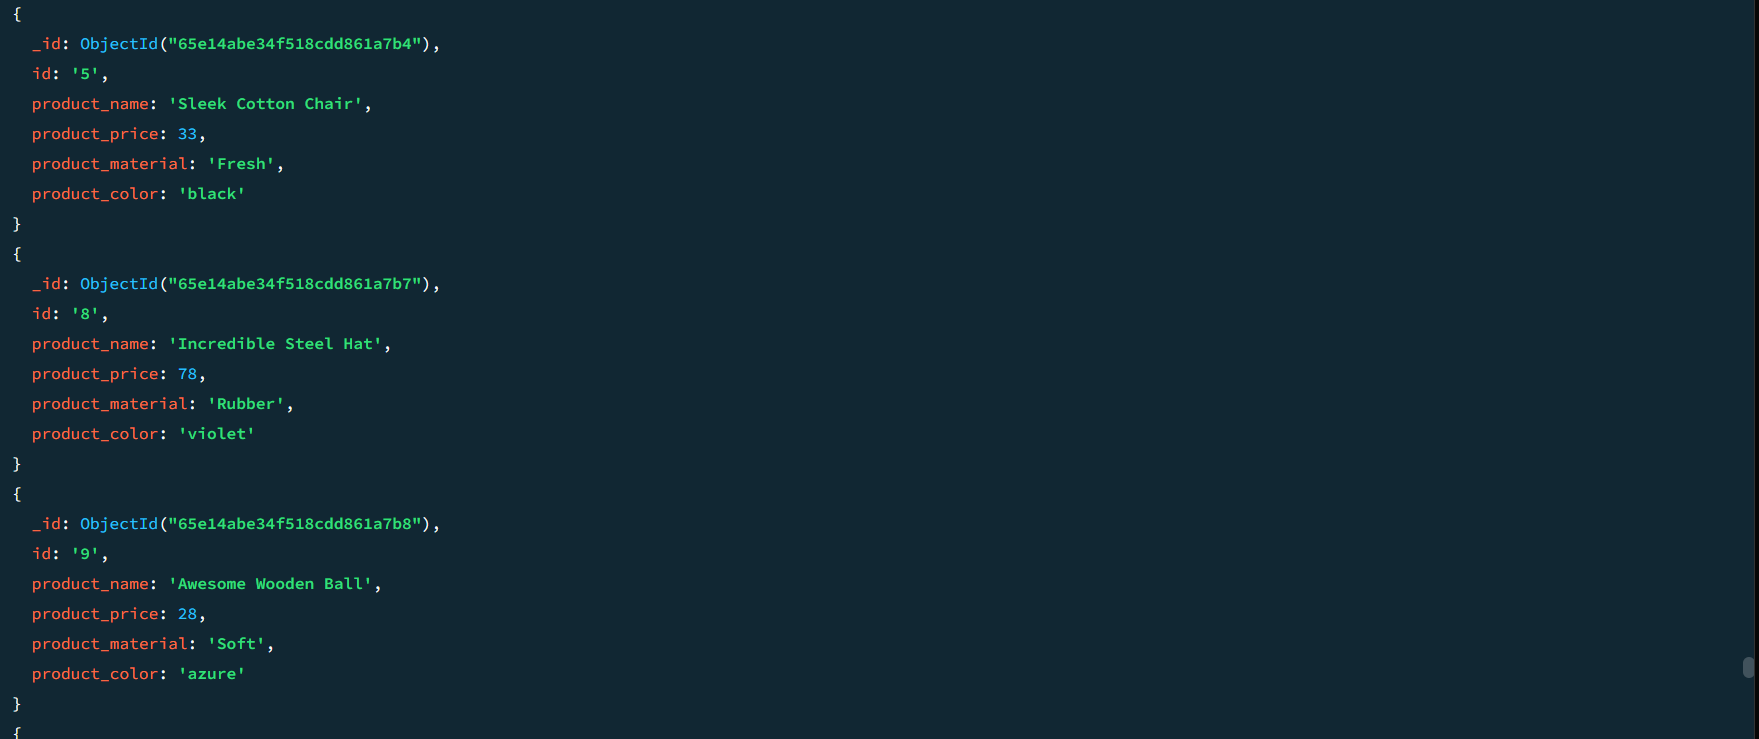 {
_id: ObjectId("65e14abe34f518cdd861a7b4"),
id: '5',
product_name: 'Sleek Cotton Chair',
product_price: 33,
product_material: 'Fresh',
product_color: 'black'
}
{
_id: ObjectId("65e14abe34f518cdd861a7b7"),
id: '8',
product_name: 'Incredible Steel Hat',
product_price: 78,
product_material: 'Rubber',
product_color: 'violet'
}
{
_id: ObjectId("65e14abe34f518cdd861a7b8"),
id: '9',
product_name: 'Awesome Wooden Ball',
product_price: 28,
product_material: 'Soft',
product_color: 'azure'
}
{